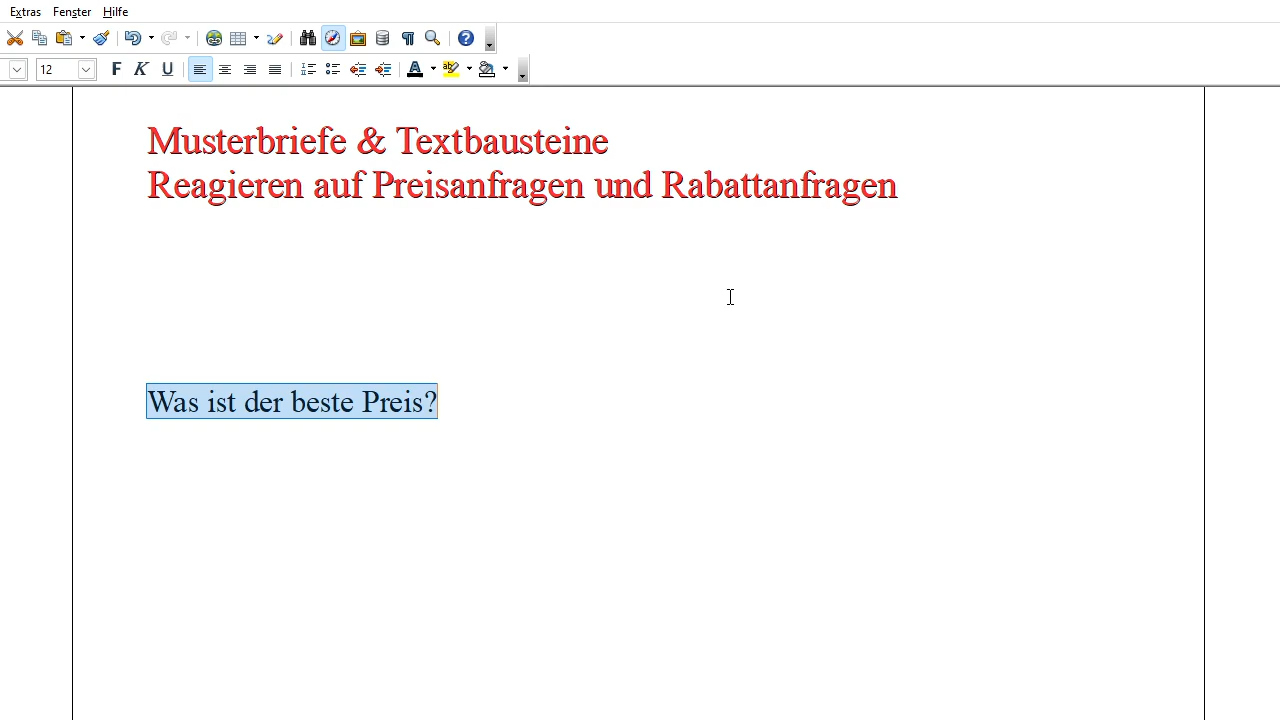 Extras Fenster Hilfe
12 F K U
Musterbriefe & Textbausteine
Reagieren auf Preisanfragen und Rabattanfragen
Was ist der beste Preis?